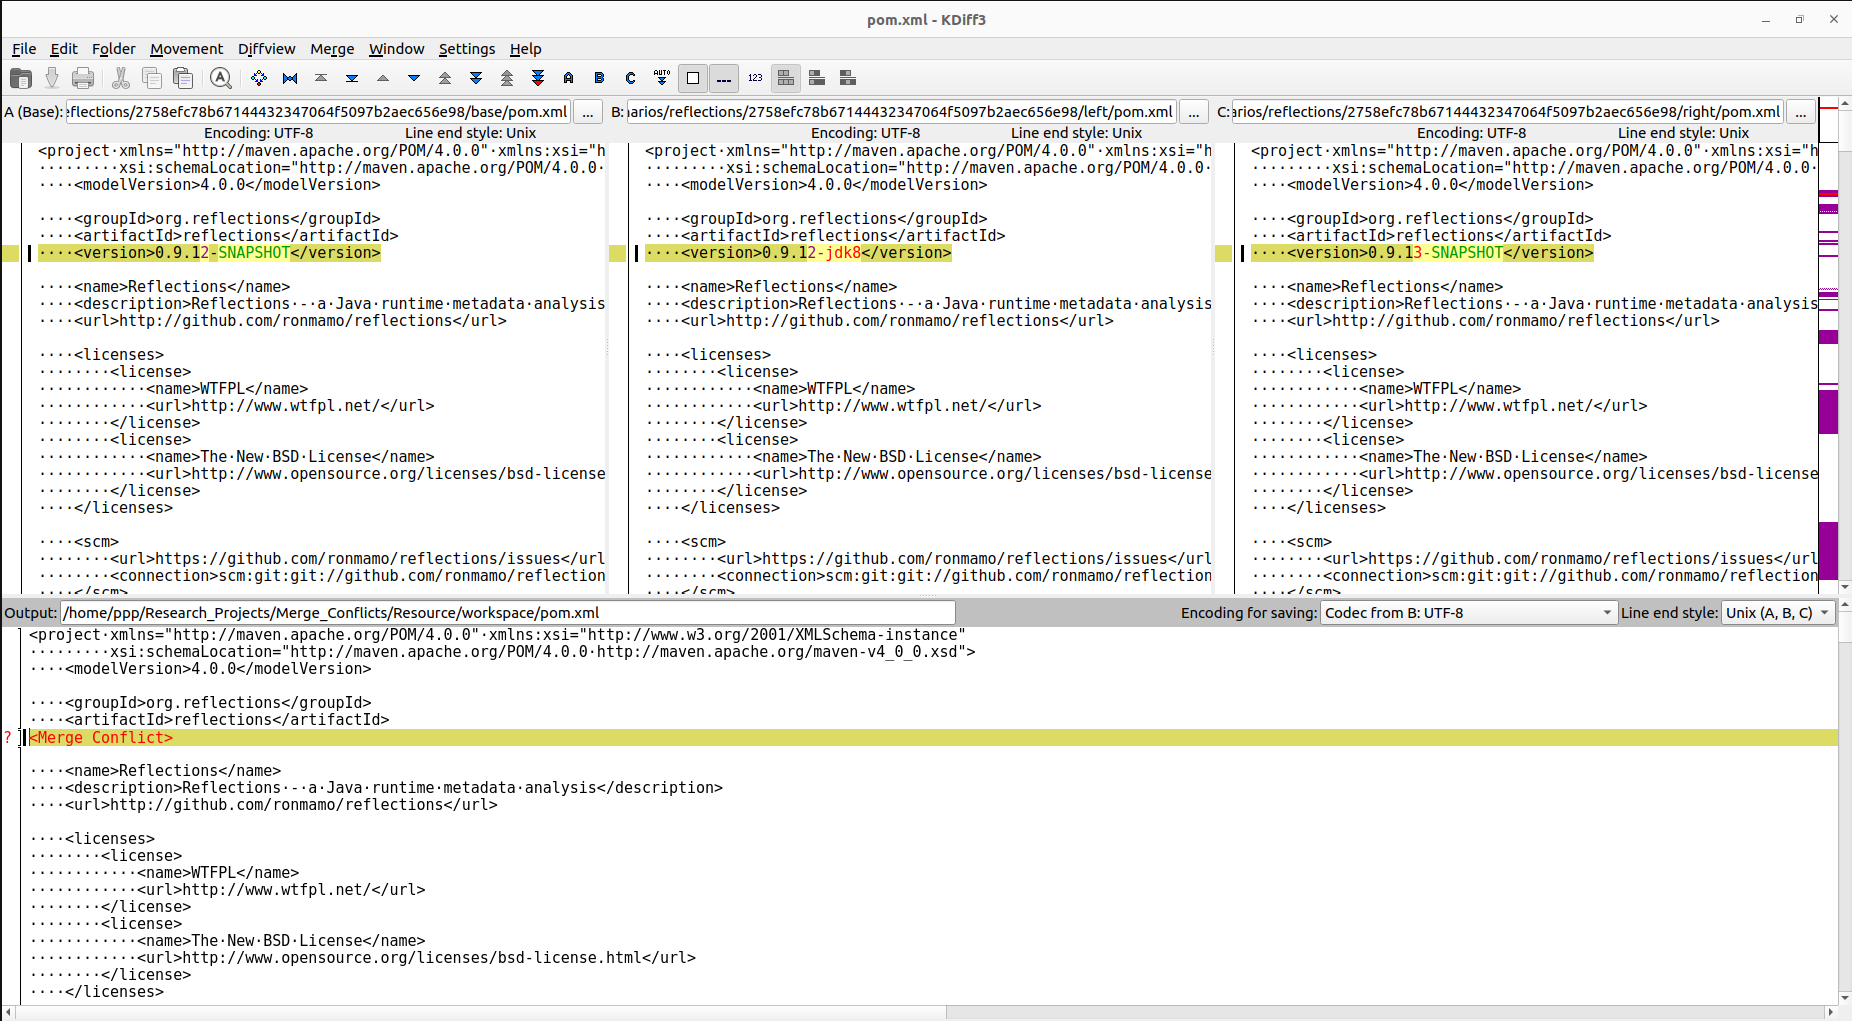 pom.xml - KDiff3
File Edit Folder Movement Diffview Merge Window Settings Help
A B C AUTO 123
A (Base): eflections/2758efc78b67144432347064f5097b2aec656e98/base/pom.xml ...
Encoding: UTF-8 Line end style: Unix
<project·xmlns="http://maven.apache.org/POM/4.0.0"·xmlns:xsi="h
·········xsi:schemaLocation="http://maven.apache.org/POM/4.0.0·
····<modelVersion>4.0.0</modelVersion>
····<groupId>org.reflections</groupId>
····<artifactId>reflections</artifactId>
····<version>0.9.12-SNAPSHOT</version>
····<name>Reflections</name>
····<description>Reflections·-·a·Java·runtime·metadata·analysis
····<url>http://github.com/ronmamo/reflections</url>
····<licenses>
········<license>
············<name>WTFPL</name>
············<url>http://www.wtfpl.net/</url>
········</license>
········<license>
············<name>The·New·BSD·License</name>
············<url>http://www.opensource.org/licenses/bsd-license
········</license>
····</licenses>
····<scm>
········<url>https://github.com/ronmamo/reflections/issues</url
········<connection>scm:git:git://github.com/ronmamo/reflection
····</scm>
B: arios/reflections/2758efc78b67144432347064f5097b2aec656e98/left/pom.xml ...
Encoding: UTF-8 Line end style: Unix
<project·xmlns="http://maven.apache.org/POM/4.0.0"·xmlns:xsi="h
·········xsi:schemaLocation="http://maven.apache.org/POM/4.0.0·
····<modelVersion>4.0.0</modelVersion>
····<groupId>org.reflections</groupId>
····<artifactId>reflections</artifactId>
····<version>0.9.12-jdk8</version>
····<name>Reflections</name>
····<description>Reflections·-·a·Java·runtime·metadata·analysis
····<url>http://github.com/ronmamo/reflections</url>
····<licenses>
········<license>
············<name>WTFPL</name>
············<url>http://www.wtfpl.net/</url>
········</license>
········<license>
············<name>The·New·BSD·License</name>
············<url>http://www.opensource.org/licenses/bsd-license
········</license>
····</licenses>
····<scm>
········<url>https://github.com/ronmamo/reflections/issues</url
········<connection>scm:git:git://github.com/ronmamo/reflection
····</scm>
C: arios/reflections/2758efc78b67144432347064f5097b2aec656e98/right/pom.xml ...
Encoding: UTF-8 Line end style: Unix
<project·xmlns="http://maven.apache.org/POM/4.0.0"·xmlns:xsi="h
·········xsi:schemaLocation="http://maven.apache.org/POM/4.0.0·
····<modelVersion>4.0.0</modelVersion>
····<groupId>org.reflections</groupId>
····<artifactId>reflections</artifactId>
····<version>0.9.13-SNAPSHOT</version>
····<name>Reflections</name>
····<description>Reflections·-·a·Java·runtime·metadata·analysis
····<url>http://github.com/ronmamo/reflections</url>
····<licenses>
········<license>
············<name>WTFPL</name>
············<url>http://www.wtfpl.net/</url>
········</license>
········<license>
············<name>The·New·BSD·License</name>
············<url>http://www.opensource.org/licenses/bsd-license
········</license>
····</licenses>
····<scm>
········<url>https://github.com/ronmamo/reflections/issues</url
········<connection>scm:git:git://github.com/ronmamo/reflection
····</scm>
Output: /home/ppp/Research_Projects/Merge_Conflicts/Resource/workspace/pom.xml Encoding for saving: Codec from B: UTF-8 Line end style: Unix (A, B, C)
<project·xmlns="http://maven.apache.org/POM/4.0.0"·xmlns:xsi="http://www.w3.org/2001/XMLSchema-instance"
·········xsi:schemaLocation="http://maven.apache.org/POM/4.0.0·http://maven.apache.org/maven-v4_0_0.xsd">
····<modelVersion>4.0.0</modelVersion>
····<groupId>org.reflections</groupId>
····<artifactId>reflections</artifactId>
? <Merge Conflict>
····<name>Reflections</name>
····<description>Reflections·-·a·Java·runtime·metadata·analysis</description>
····<url>http://github.com/ronmamo/reflections</url>
····<licenses>
········<license>
············<name>WTFPL</name>
············<url>http://www.wtfpl.net/</url>
········</license>
········<license>
············<name>The·New·BSD·License</name>
············<url>http://www.opensource.org/licenses/bsd-license.html</url>
········</license>
····</licenses>